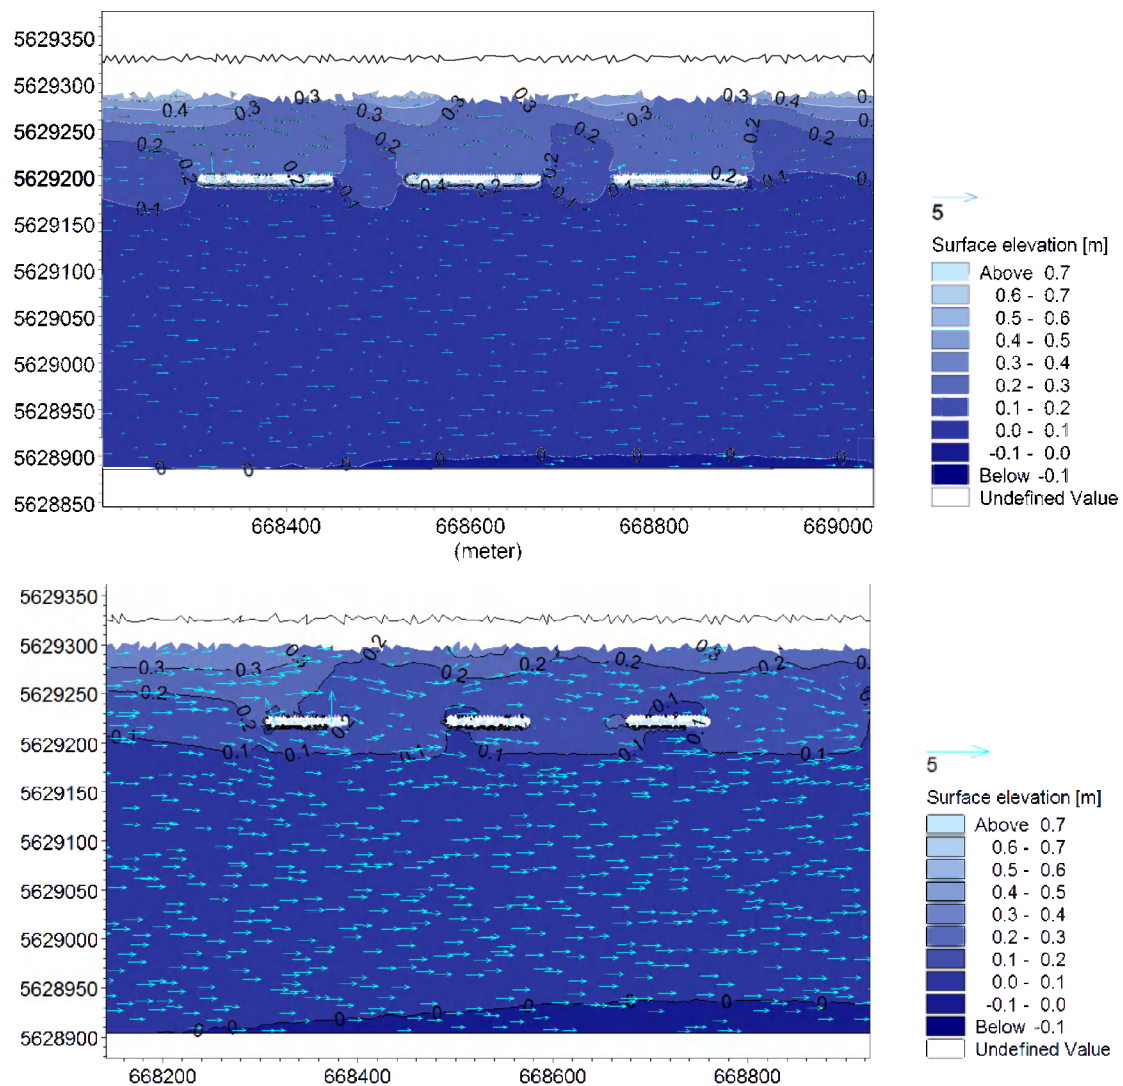 5629350
5629300
5629250
5629200
5629150
5629100
5629050
5629000
5628950
5628900
5628850
0.3 0.3 0.3 0.4
0.4 0.3 0.3 0.3 0.3 0.3 0.
0.2 0.2 0.2 0.2 0.2
0.2 0.2 0.4 0.2 0.1 0.2 0.1 0.
0.1 0.1 0.1
0 0 0 0 0 0 0
668400 668600 668800 669000
(meter)
5
Surface elevation [m]
Above 0.7
0.6 - 0.7
0.5 - 0.6
0.4 - 0.5
0.3 - 0.4
0.2 - 0.3
0.1 - 0.2
0.0 - 0.1
-0.1 - 0.0
Below -0.1
Undefined Value
5629350
5629300
5629250
5629200
5629150
5629100
5629050
5629000
5628950
5628900
0.3 0.3 0.2 0.2 0.2 0.3 0.2 0.
0.2 0.2 0.2 0.1
0.1 0.1 0.1 0.1 0.1 0.1 0.1
0 0 0 0 0 0
668200 668400 668600 668800
5
Surface elevation [m]
Above 0.7
0.6 - 0.7
0.5 - 0.6
0.4 - 0.5
0.3 - 0.4
0.2 - 0.3
0.1 - 0.2
0.0 - 0.1
-0.1 - 0.0
Below -0.1
Undefined Value